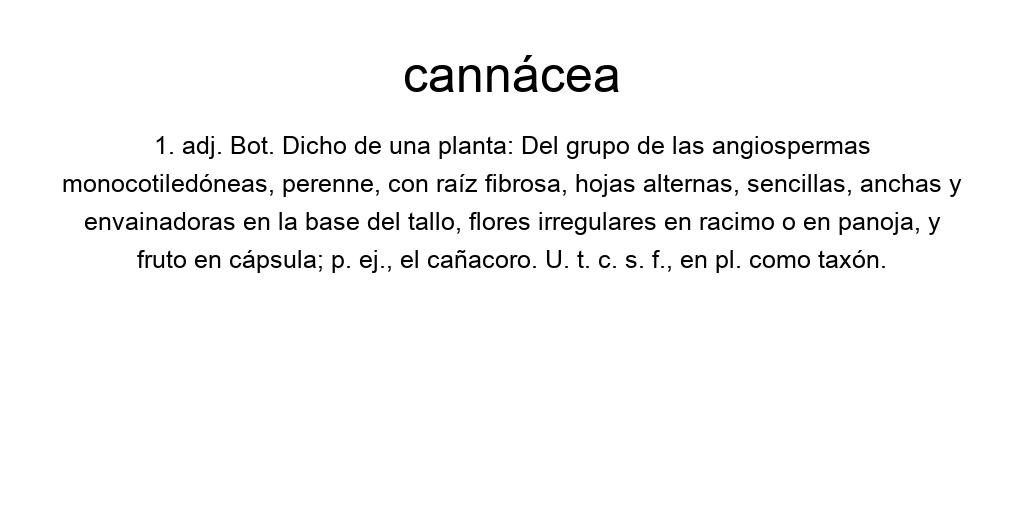 cannácea
1. adj. Bot. Dicho de una planta: Del grupo de las angiospermas
monocotiledóneas, perenne, con raíz fibrosa, hojas alternas, sencillas, anchas y
envainadoras en la base del tallo, flores irregulares en racimo o en panoja, y
fruto en cápsula; p. ej., el cañacoro. U. t. c. s. f., en pl. como taxón.